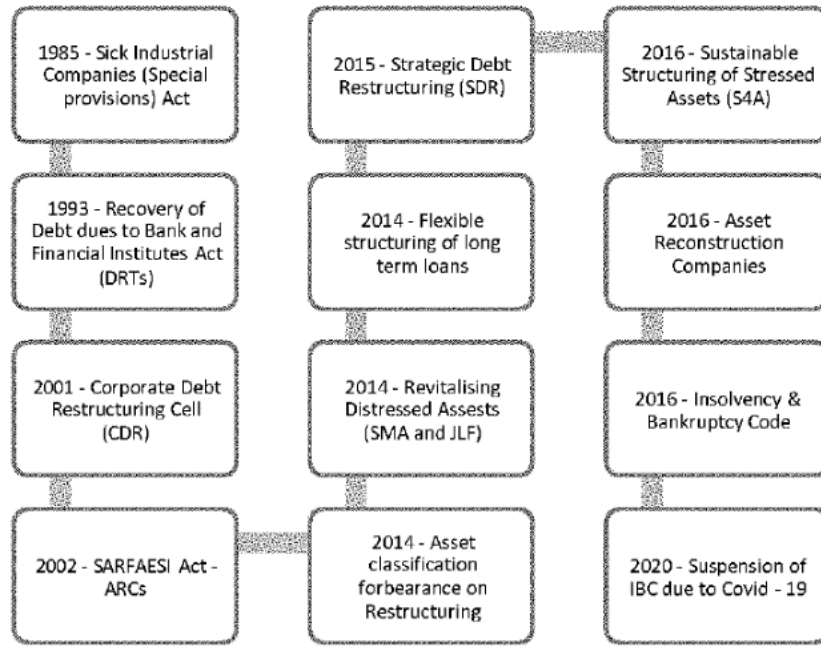 1985 - Sick Industrial
Companies (Special
provisions) Act
1993 - Recovery of
Debt dues to Bank and
Financial Institutes Act
(DRTs)
2001 - Corporate Debt
Restructuring Cell
(CDR)
2002 - SARFAESI Act -
ARCs
2014 - Asset
classification
forbearance on
Restructuring
2014 - Revitalising
Distressed Assests
(SMA and JLF)
2014 - Flexible
structuring of long
term loans
2015 - Strategic Debt
Restructuring (SDR)
2016 - Sustainable
Structuring of Stressed
Assets (S4A)
2016 - Asset
Reconstruction
Companies
2016 - Insolvency &
Bankruptcy Code
2020 - Suspension of
IBC due to Covid - 19